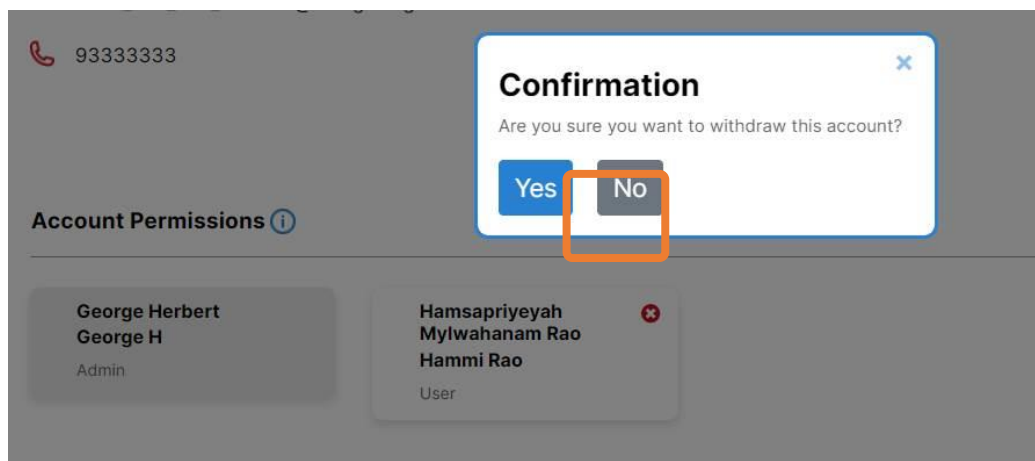 93333333
Confirmation
Are you sure you want to withdraw this account?
Yes No
Account Permissions
George Herbert
George H
Admin
Hamsapriyeyah
Mylwahanam Rao
Hammi Rao
User